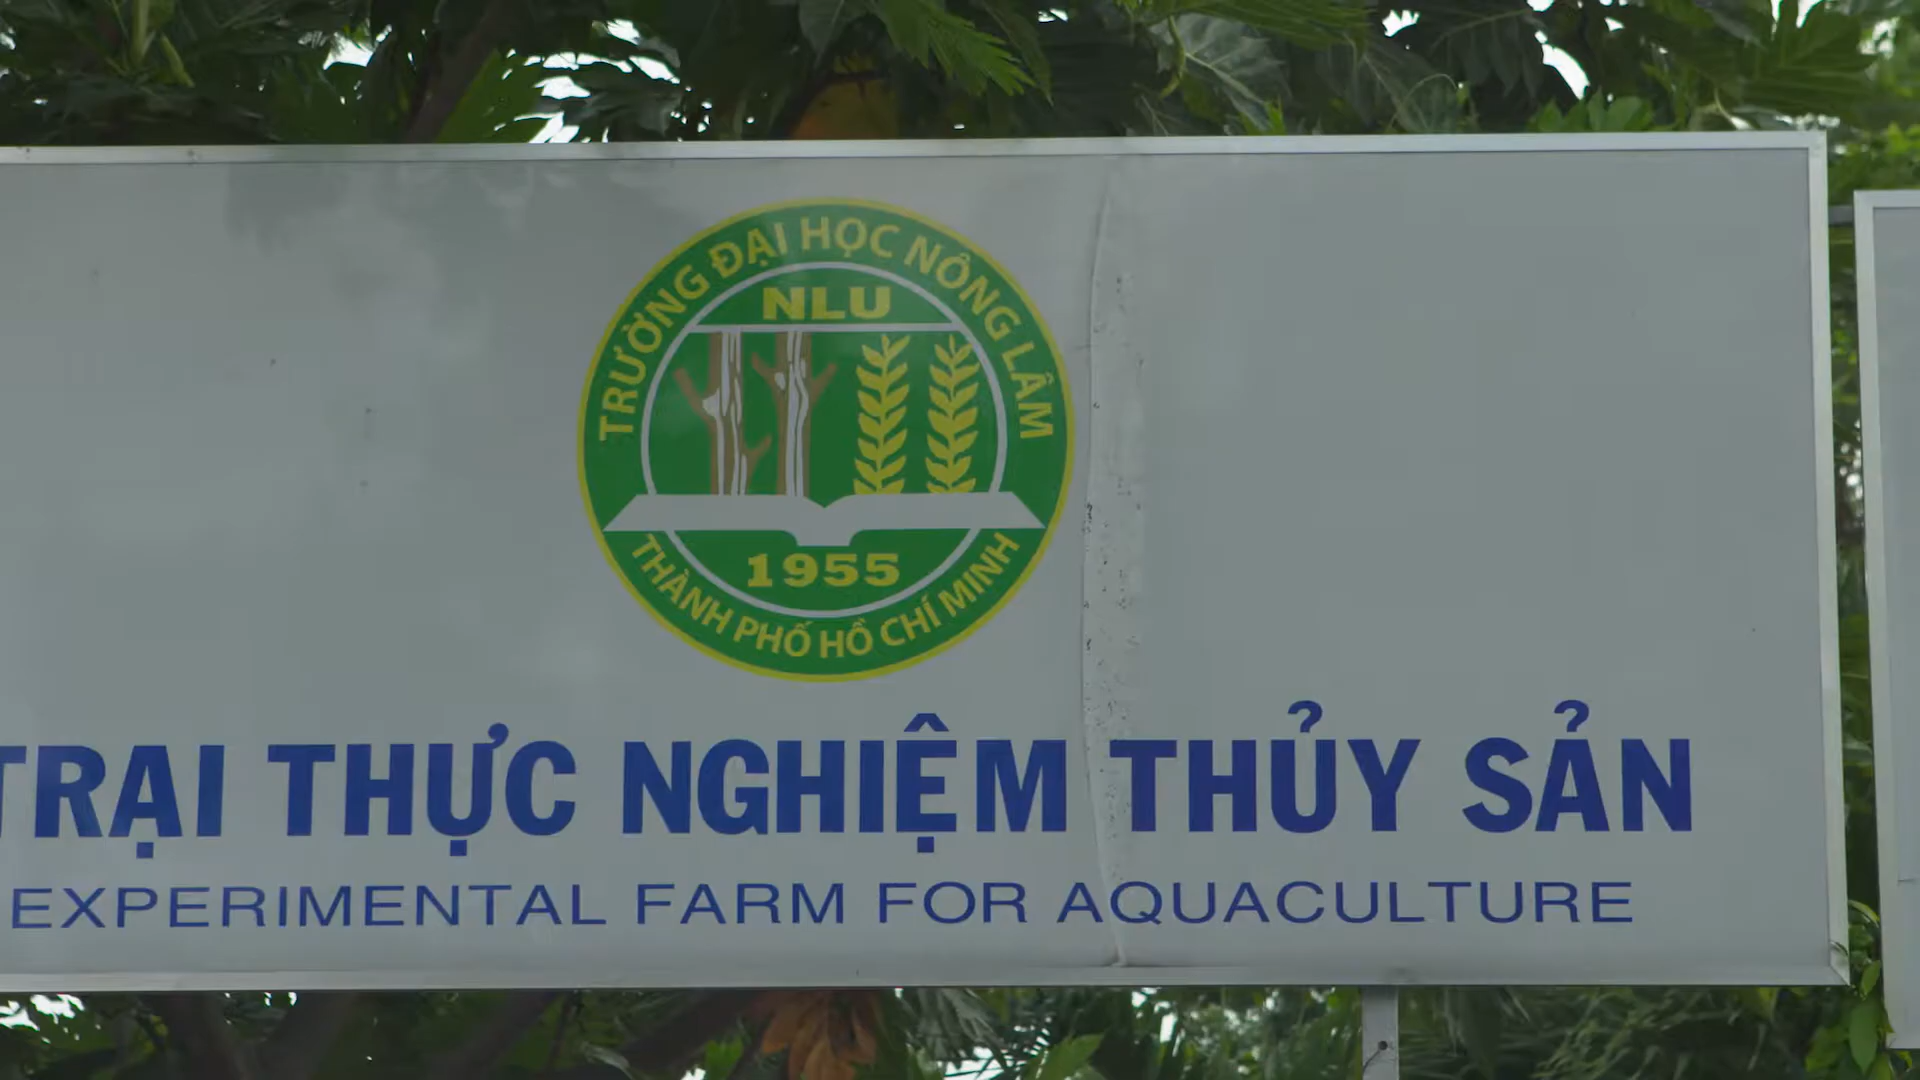 TRƯỜNG ĐẠI HỌC NÔNG LÂM
NLU
1955
THÀNH PHỐ HỒ CHÍ MINH
TRẠI THỰC NGHIỆM THỦY SẢN
EXPERIMENTAL FARM FOR AQUACULTURE